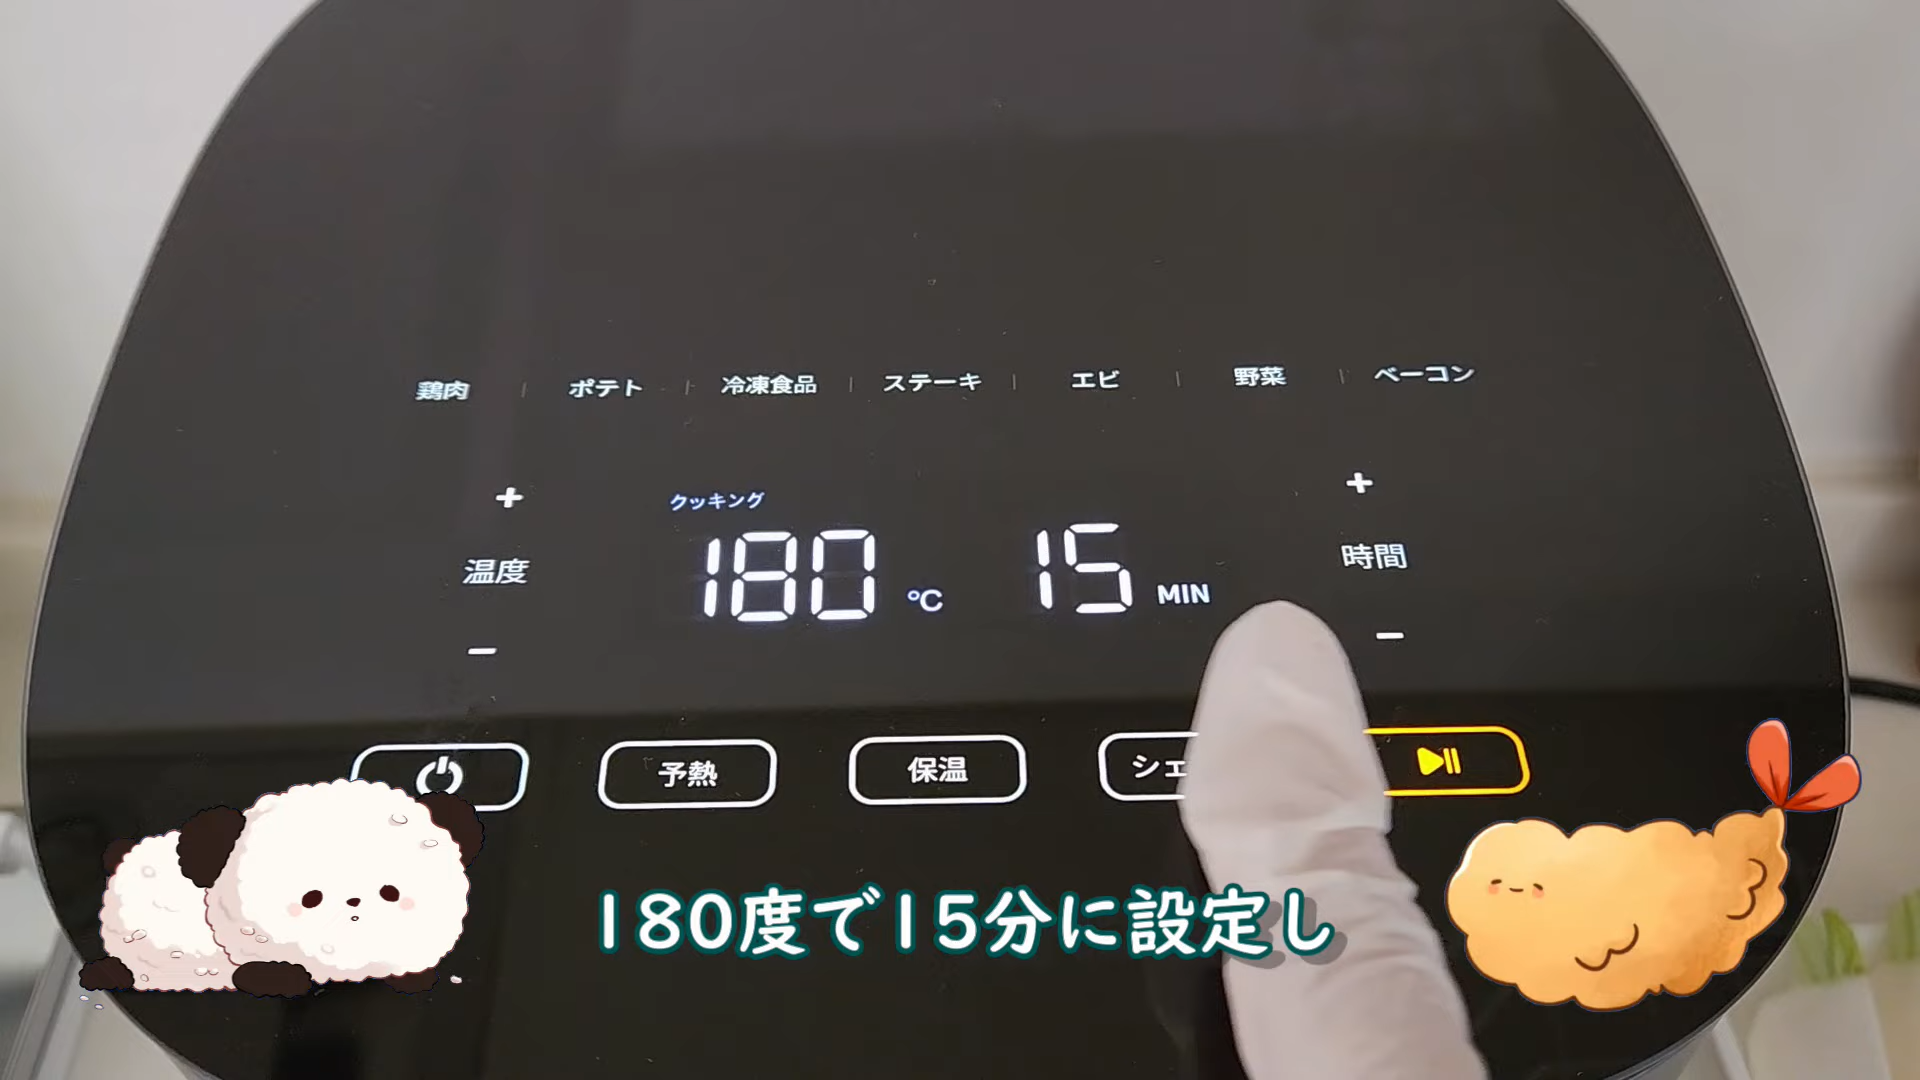 鶏肉 | ポテト | 冷凍食品 | ステーキ | エビ | 野菜 | ベーコン
+ +
クッキング
温度 180 °C 15 MIN 時間
- -
予熱 保温 シェ
180度で15分に設定し